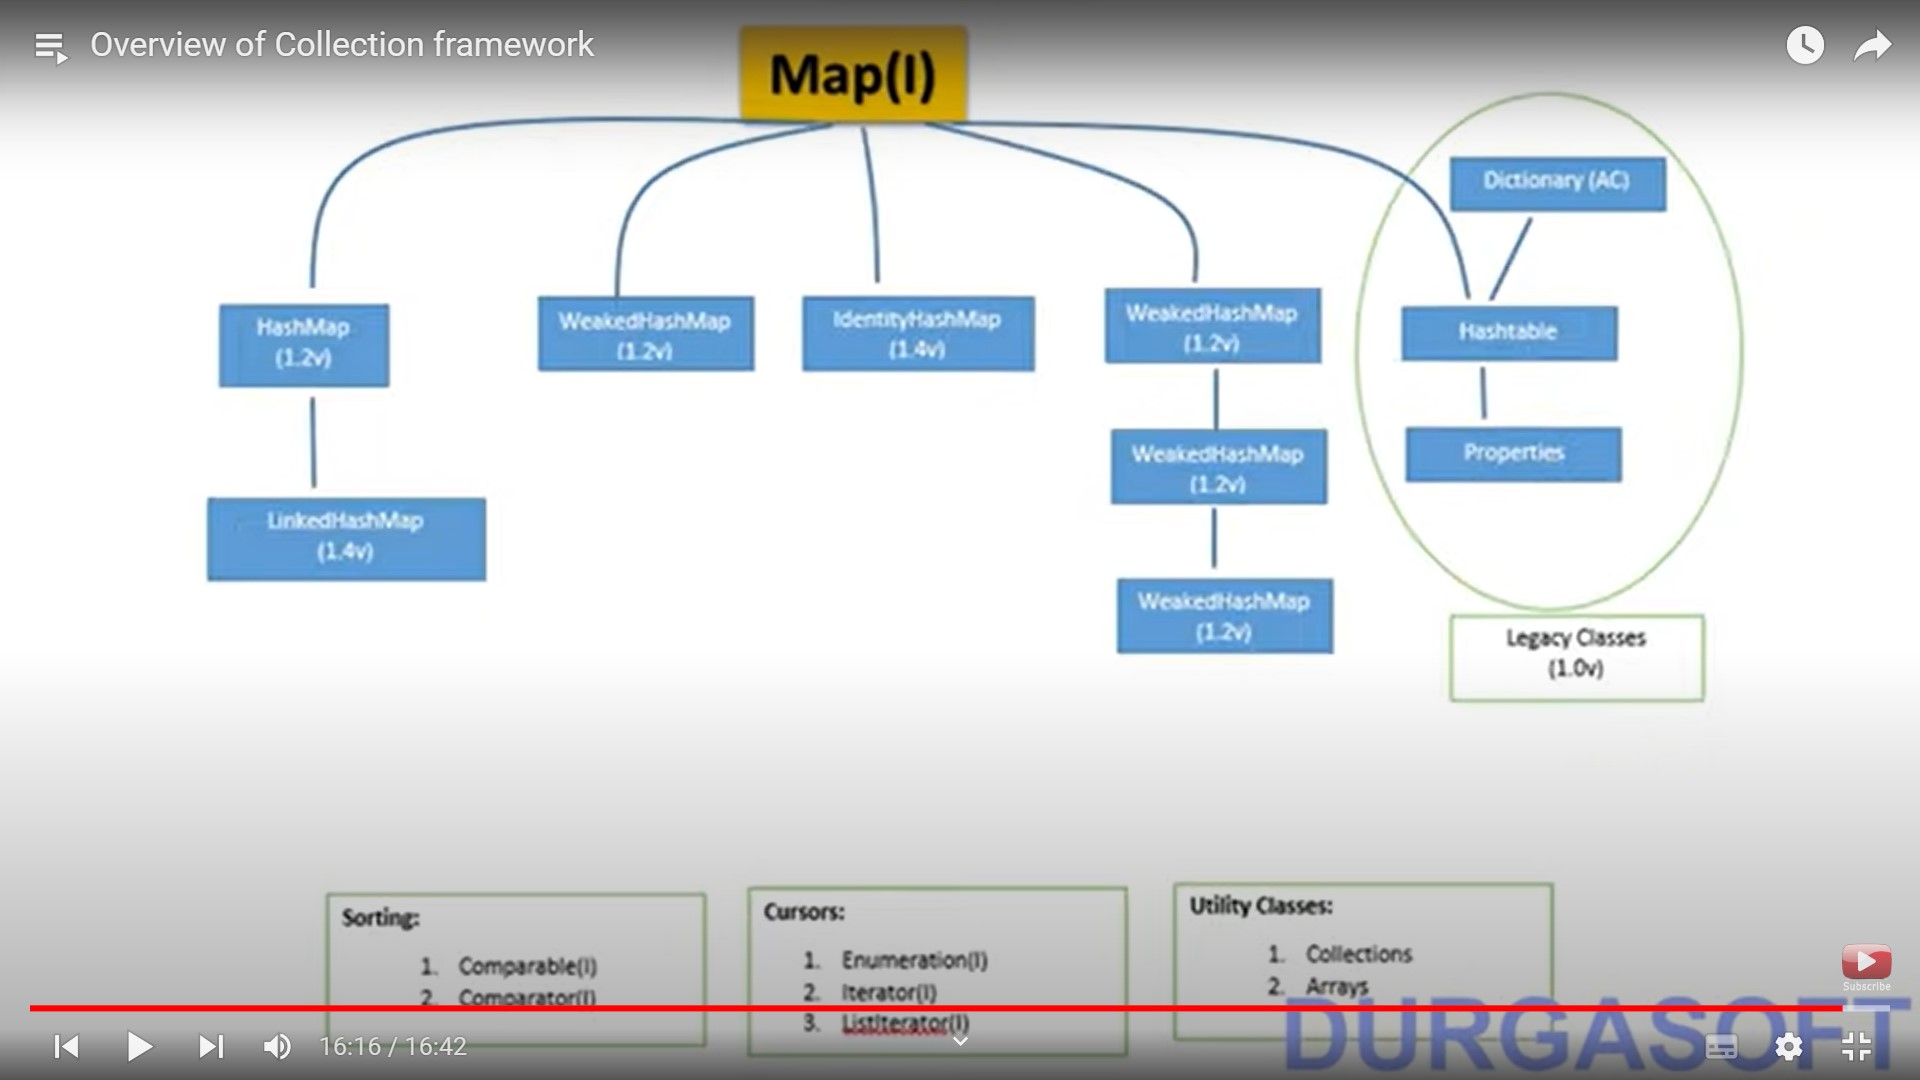 Overview of Collection framework
Map(I)
Dictionary (AC)
HashMap
(1.2v)
WeakedHashMap
(1.2v)
IdentityHashMap
(1.4v)
WeakedHashMap
(1.2v)
Hashtable
WeakedHashMap
(1.2v)
Properties
LinkedHashMap
(1.4v)
WeakedHashMap
(1.2v)
Legacy Classes
(1.0v)
Sorting:
1. Comparable(I)
2. Comparator(I)
Cursors:
1. Enumeration(I)
2. Iterator(I)
3. ListIterator(I)
Utility Classes:
1. Collections
2. Arrays
Subscribe
DURGASOFT
16:16 / 16:42